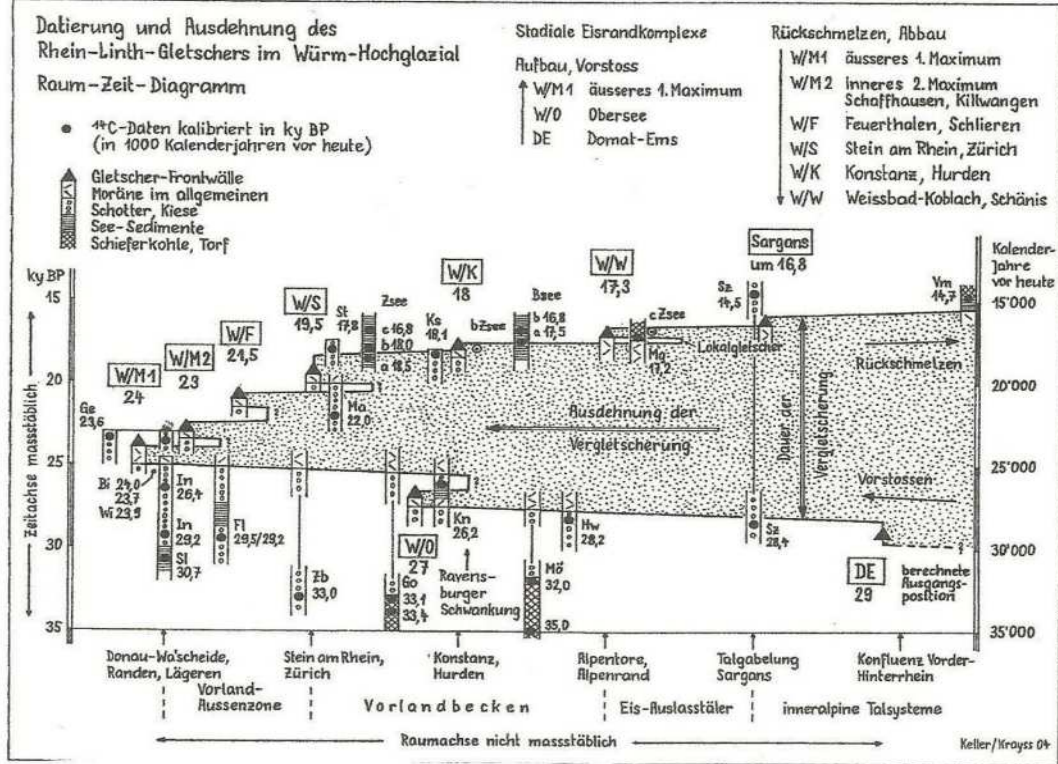 Datierung und Ausdehnung des
Rhein-Linth-Gletschers im Würm-Hochglazial
Raum-Zeit-Diagramm
¹⁴C-Daten kalibriert in ky BP
(in 1000 Kalenderjahren vor heute)
Gletscher-Frontwälle
Moräne im allgemeinen
Schotter, Kiese
See-Sedimente
Schieferkohle, Torf
Stadiale Eisrandkomplexe
Aufbau, Vorstoss
W/M1 äusseres 1. Maximum
W/O Obersee
DE Domat-Ems
Rückschmelzen, Abbau
W/M1 äusseres 1. Maximum
W/M2 inneres 2. Maximum
Schaffhausen, Killwangen
W/F Feuerthalen, Schlieren
W/S Stein am Rhein, Zürich
W/K Konstanz, Hurden
W/W Weissbad-Koblach, Schänis
ky BP
15
20
25
30
35
Zeitachse massstäblich
Kalender-
Jahre
vor heute
15'000
20'000
25'000
30'000
35'000
Ge
23,6
W/M1
24
W/M2
23
W/F
21,5
W/S
19,5
St
17,8
Zsee
c 16,8
b 18,0
a 18,5
W/K
18
Ks
18,1
b Zsee
Bsee
b 16,8
a 17,5
W/W
17,3
c Zsee
Mg
17,2
Lokalgletscher
Sargans
um 16,8
Sz
14,5
Vm
14,7
Rückschmelzen
Ma
22,0
Ausdehnung der
Vergletscherung
Dauer der
Vergletscherung
Vorstossen
Bi 24,0
23,7
Wi 23,9
In
26,4
In
29,2
Sl
30,7
Fl
29,5/29,2
Zb
33,0
W/O
27
Go
33,1
33,4
Kn
26,2
Ravens-
burger
Schwankung
Hw
28,2
Mö
32,0
35,0
Sz
28,4
DE
29
berechnete
Ausgangs-
position
Donau-Wa'scheide,
Randen, Lägeren
Stein am Rhein,
Zürich
Konstanz,
Hurden
Alpentore,
Alpenrand
Talgabelung
Sargans
Konfluenz Vorder-
Hinterrhein
Vorland-
Aussenzone
Vorlandbecken
Eis-Auslasstäler
inneralpine Talsysteme
Raumachse nicht massstäblich
Keller/Krayss 04